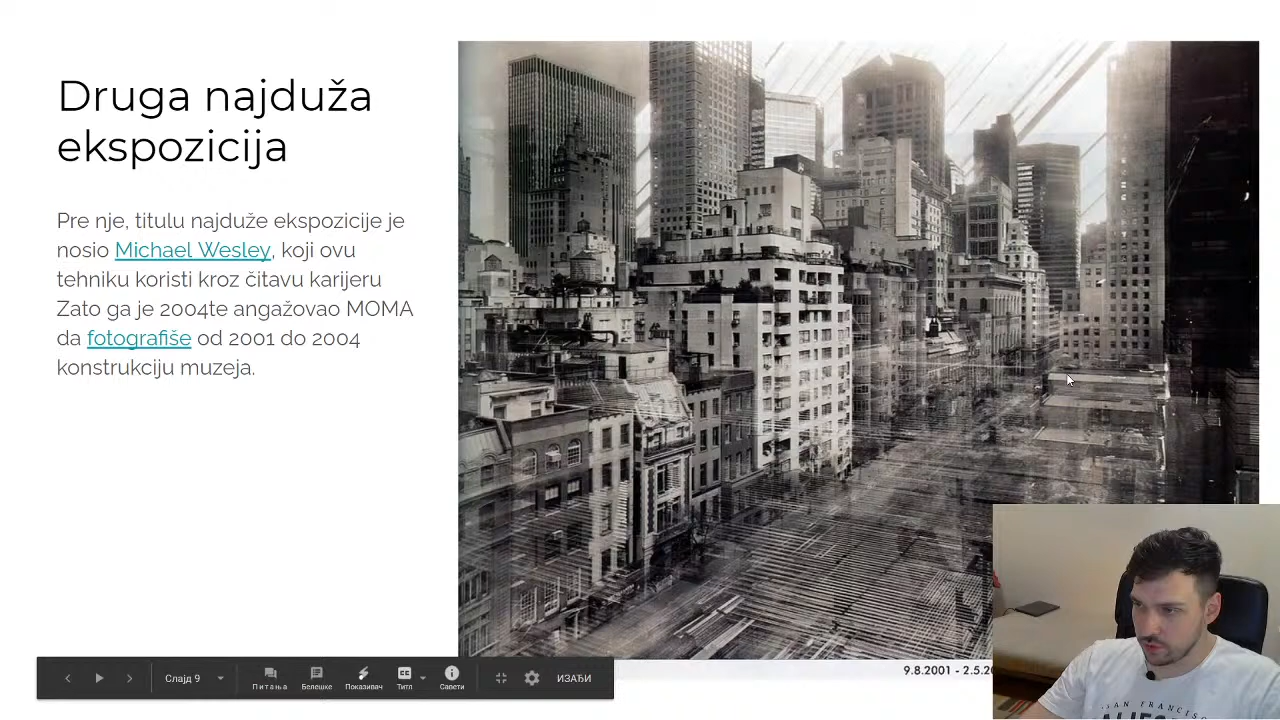 Druga najduža
ekspozicija
Pre nje, titulu najduže ekspozicije je
nosio Michael Wesley, koji ovu
tehniku koristi kroz čitavu karijeru
Zato ga je 2004te angažovao MOMA
da fotografiše od 2001 do 2004
konstrukciju muzeja.
9.8.2001 - 2.5.20
Слајд 9
Питања
Белешке
Показивач
Титл
Савети
ИЗАЂИ
SAN FRANCISC